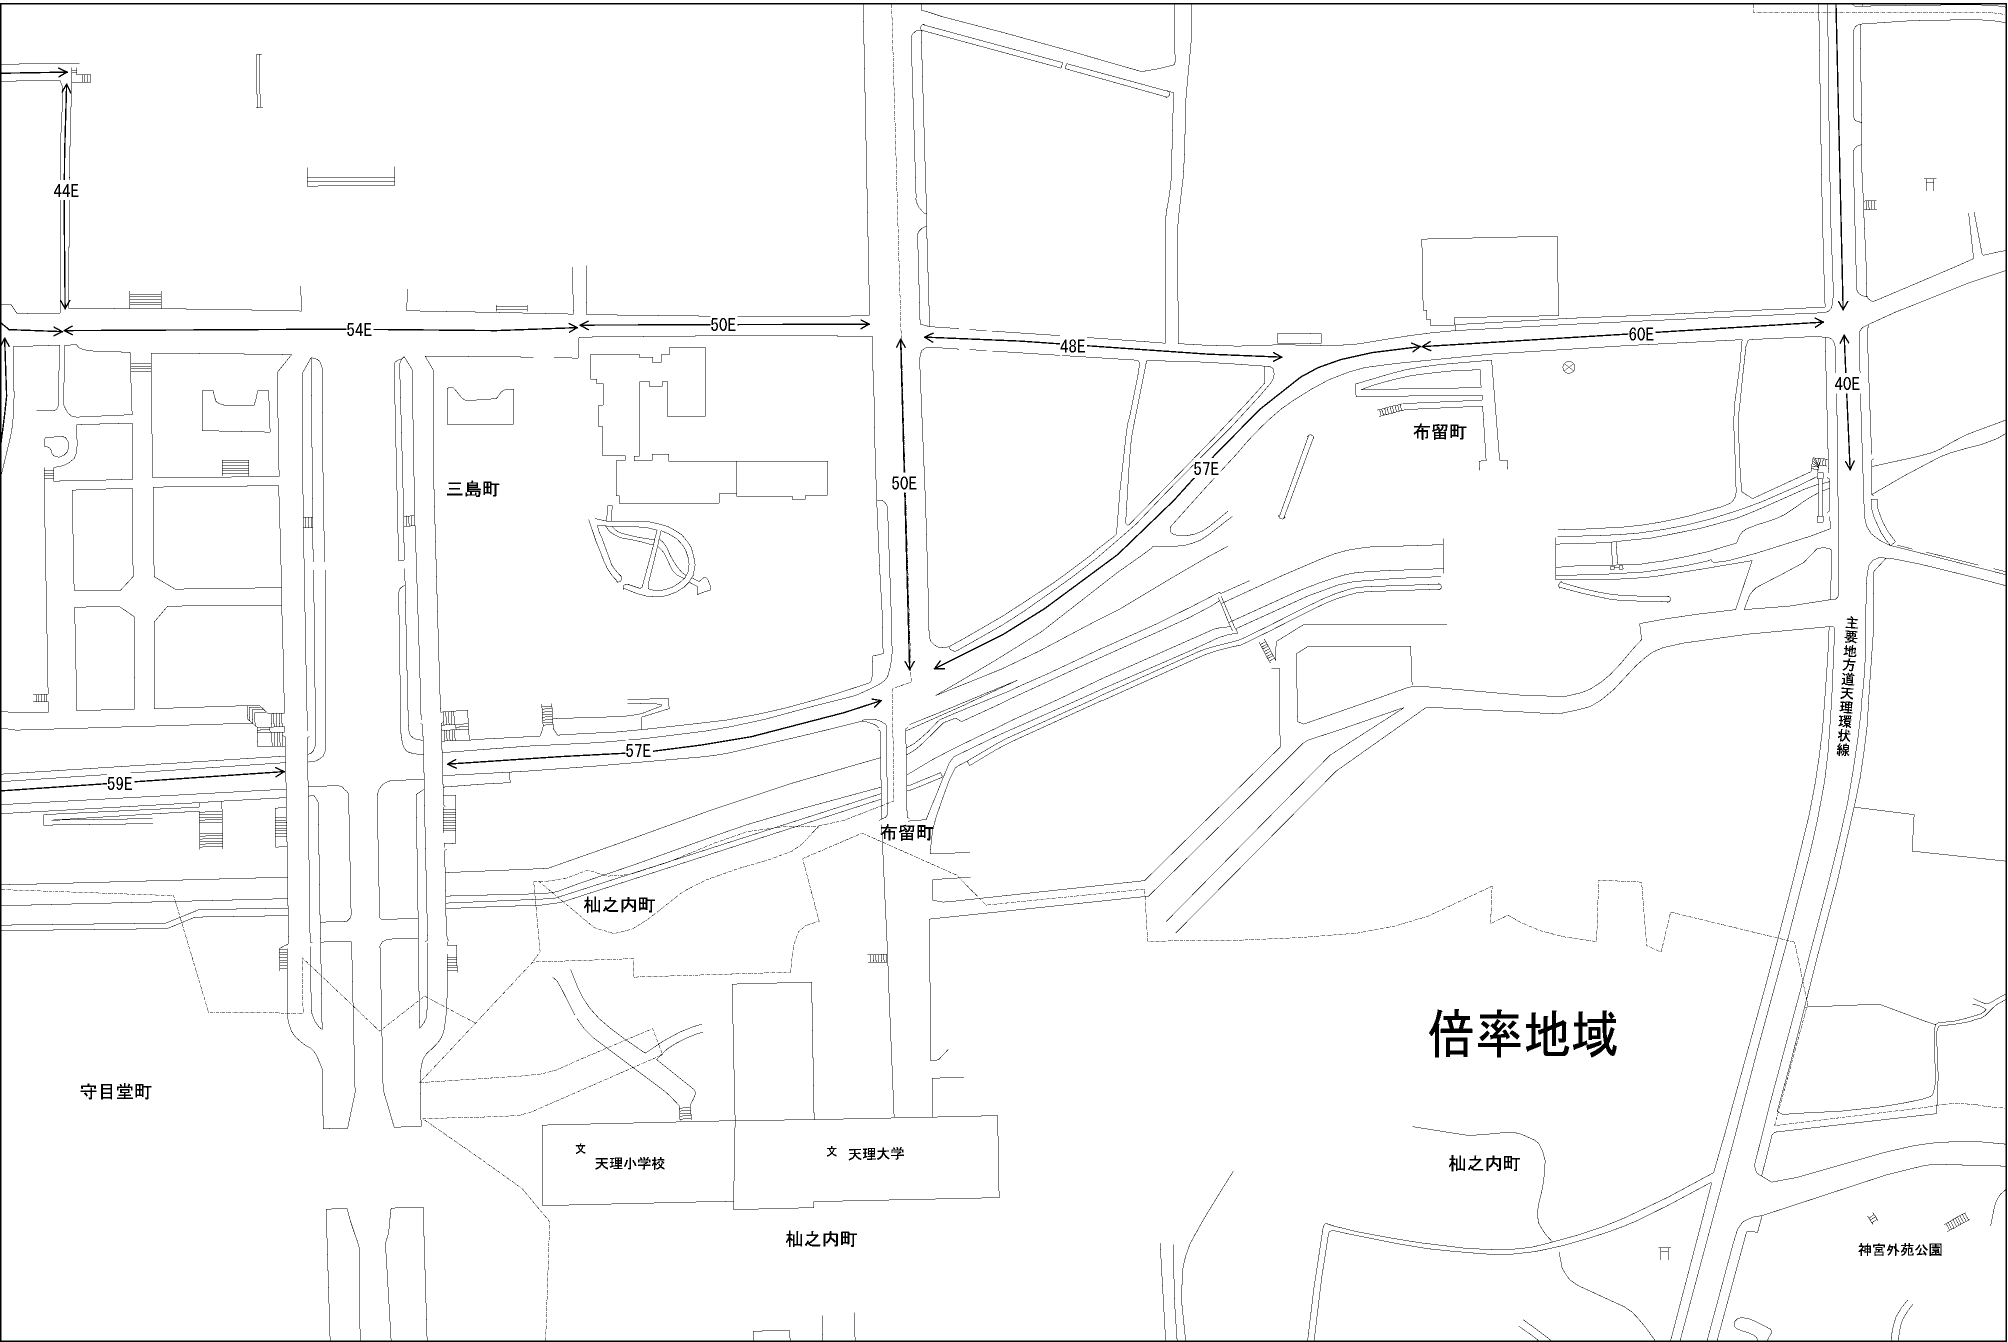 44E
54E
50E
48E
60E
40E
布留町
57E
三島町
50E
主要地方道天理環状線
57E
59E
布留町
杣之内町
倍率地域
守目堂町
文
天理小学校
文
天理大学
杣之内町
杣之内町
神宮外苑公園